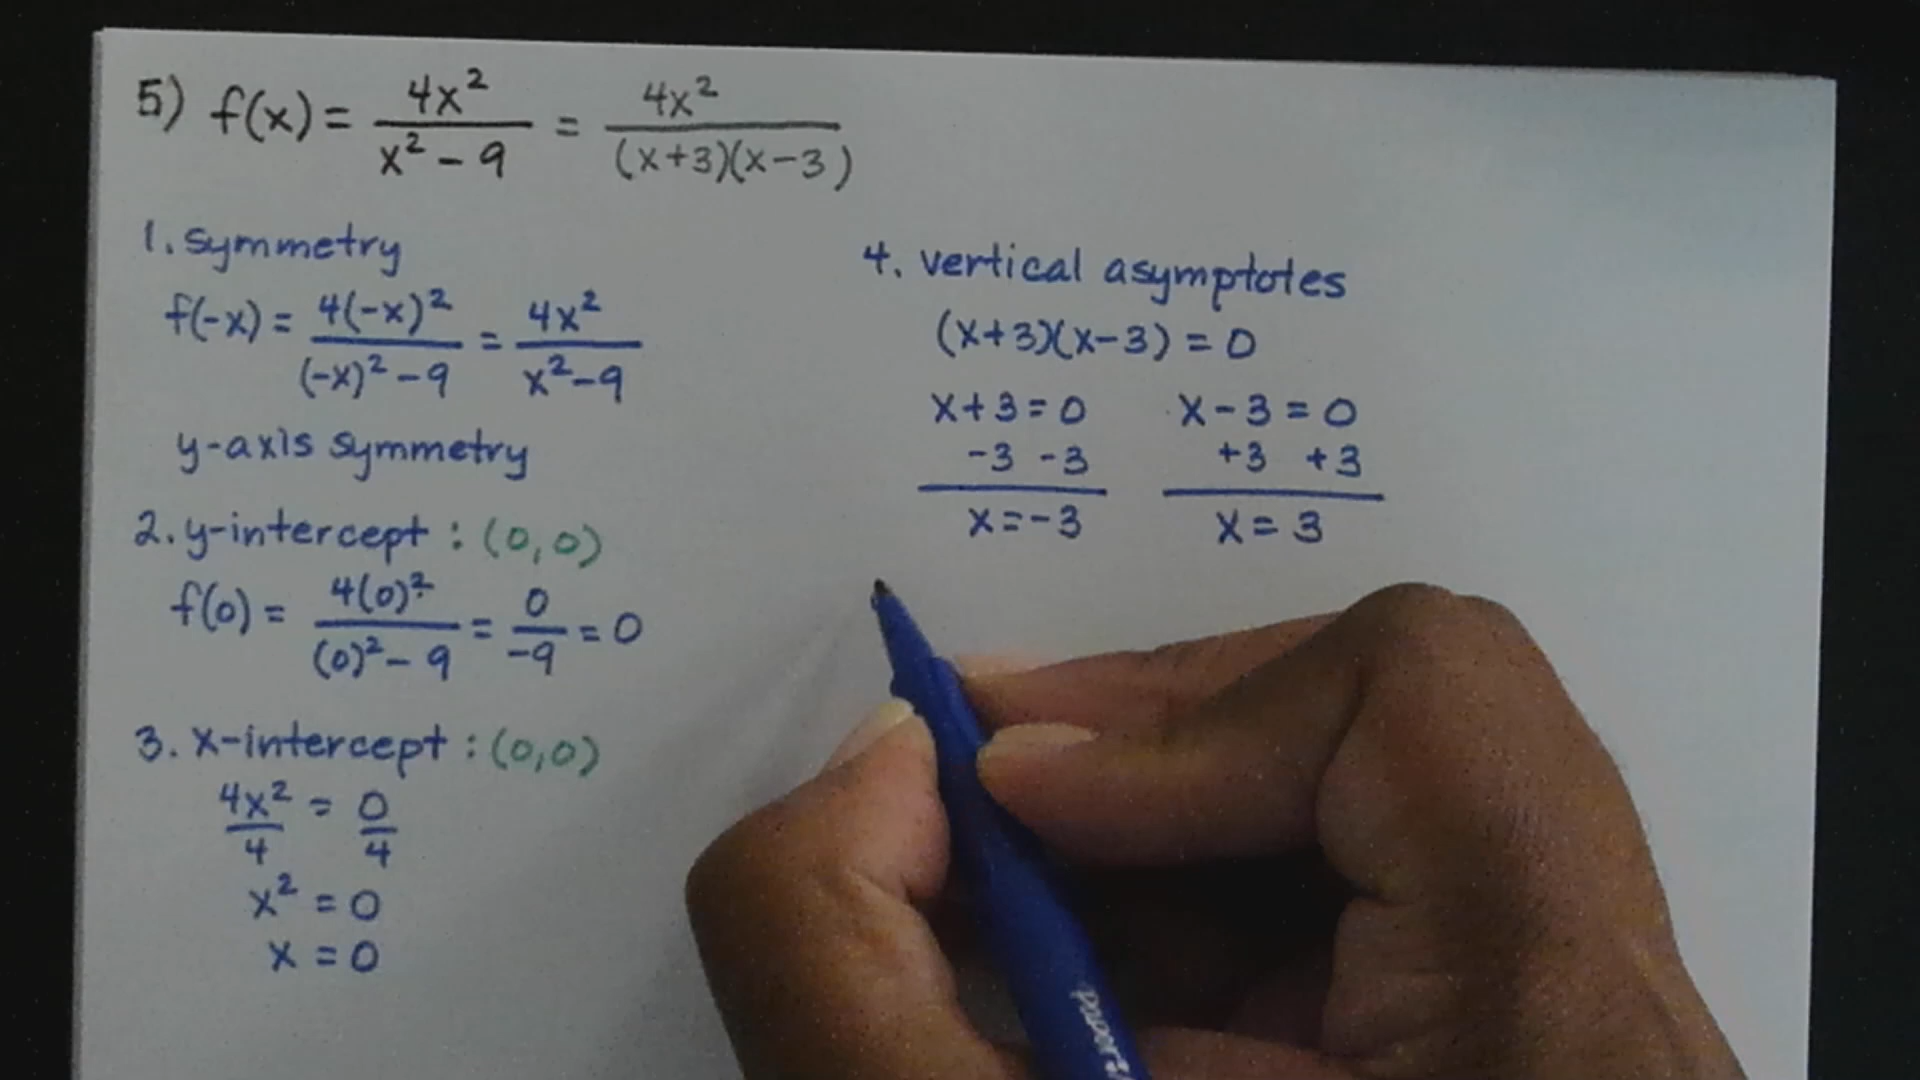 5) f(x) = 4x²/(x² - 9) = 4x²/((x+3)(x-3))
1. symmetry
f(-x) = 4(-x)²/((-x)² - 9) = 4x²/(x² - 9)
y-axis symmetry
2. y-intercept : (0,0)
f(0) = 4(0)²/((0)² - 9) = 0/-9 = 0
3. x-intercept : (0,0)
4x²/4 = 0/4
x² = 0
x = 0
4. vertical asymptotes
(x+3)(x-3) = 0
x+3=0 x-3=0
-3 -3 +3 +3
x=-3 x=3